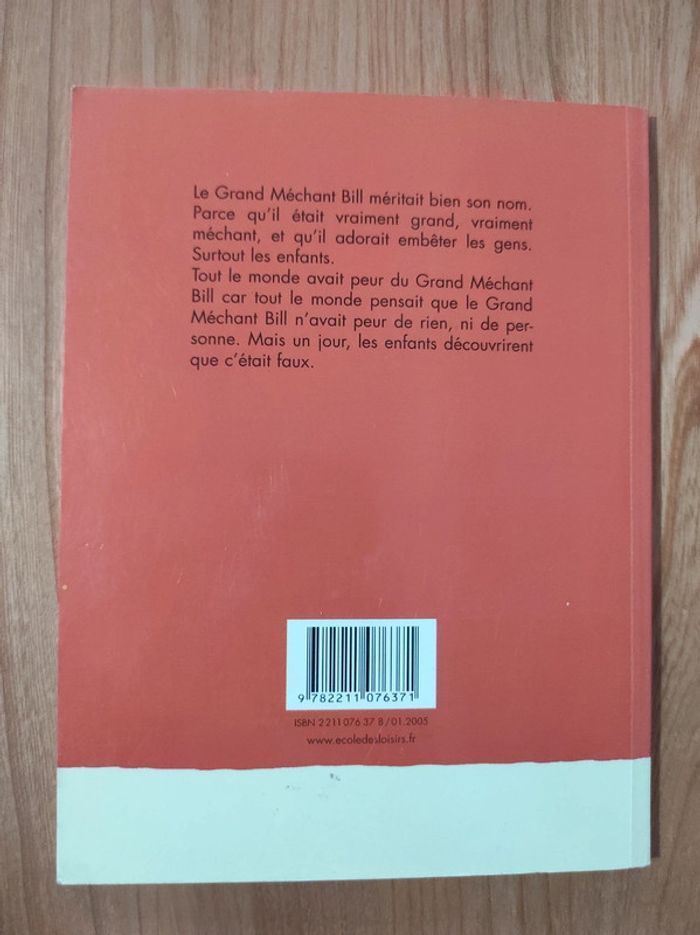 Le Grand Méchant Bill méritait bien son nom.
Parce qu'il était vraiment grand, vraiment
méchant, et qu'il adorait embêter les gens.
Surtout les enfants.
Tout le monde avait peur du Grand Méchant
Bill car tout le monde pensait que le Grand
Méchant Bill n'avait peur de rien, ni de per-
sonne. Mais un jour, les enfants découvrirent
que c'était faux.
9 782211 076371
ISBN 2 211 076 37 8/01.2005
www.ecoledesloisirs.fr